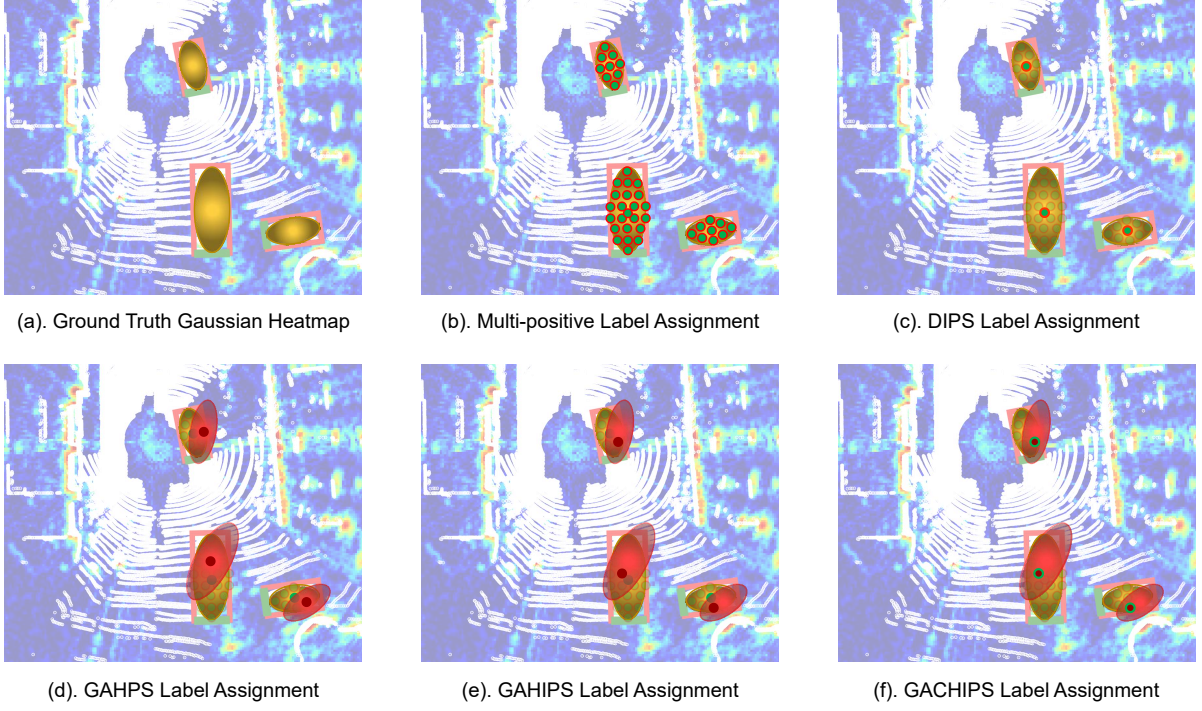 (a). Ground Truth Gaussian Heatmap
(b). Multi-positive Label Assignment
(c). DIPS Label Assignment
(d). GAHPS Label Assignment
(e). GAHIPS Label Assignment
(f). GACHIPS Label Assignment